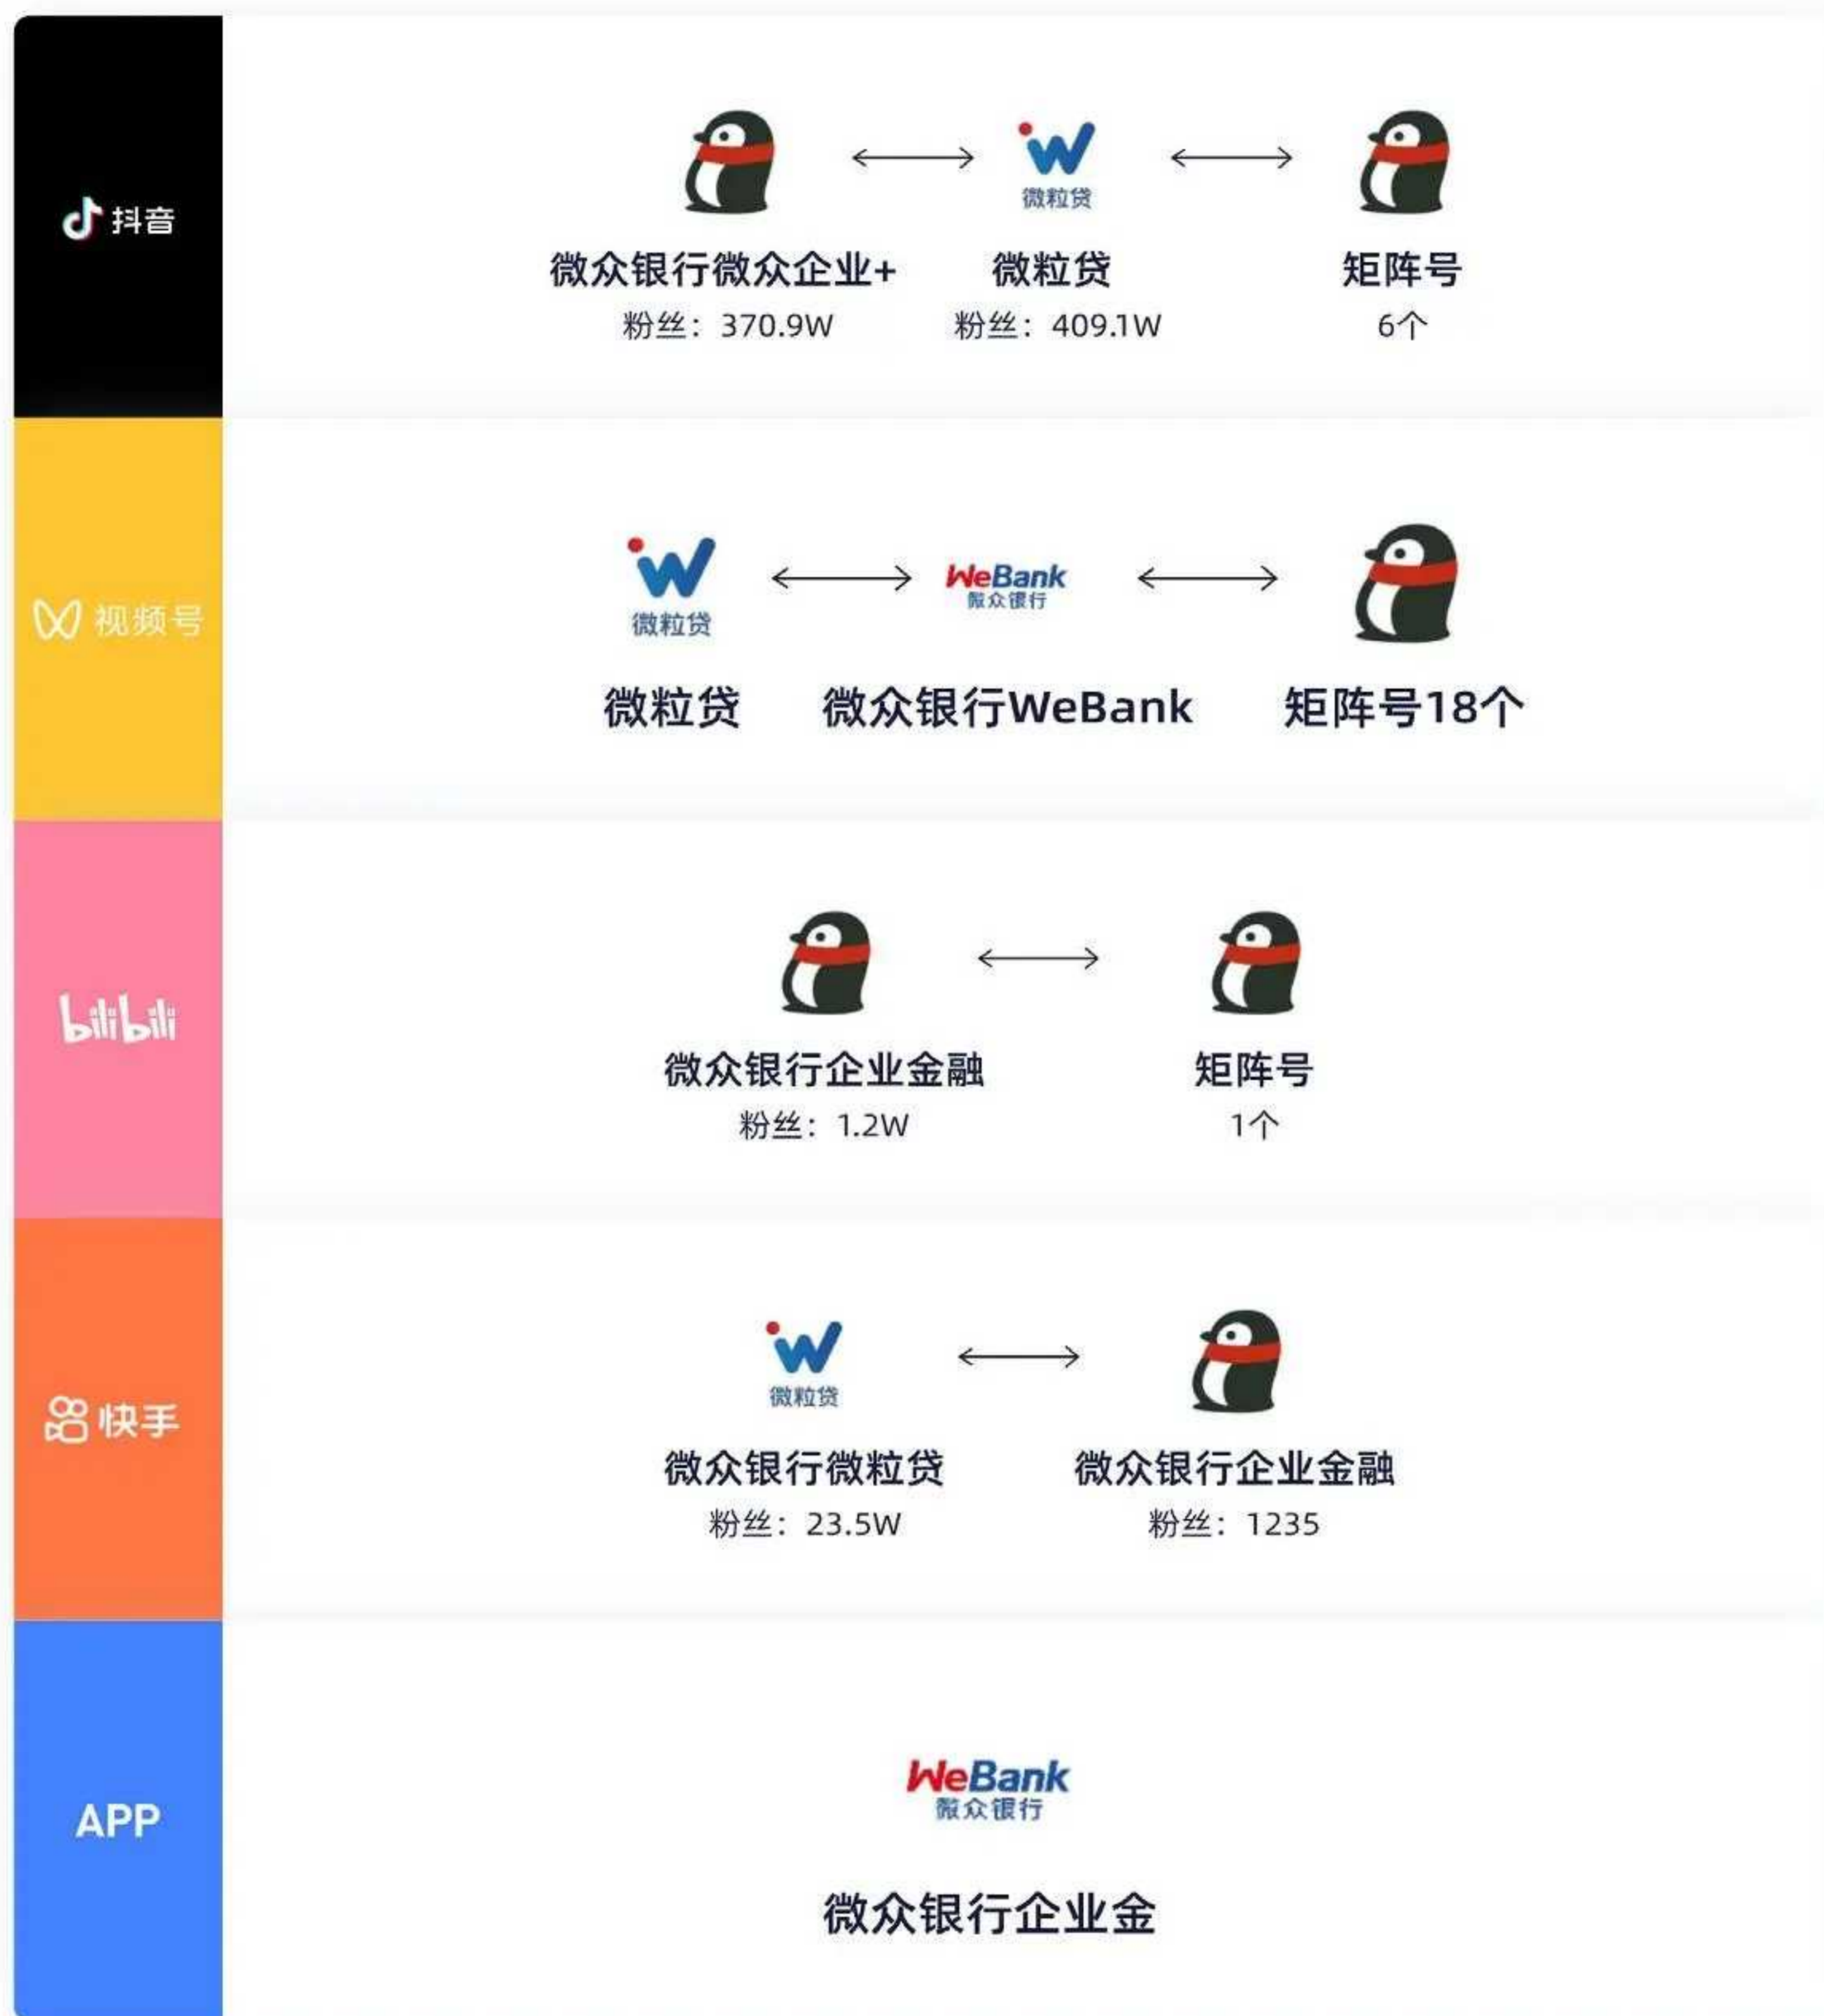 抖音
微粒贷
微众银行微众企业+
微粒贷
矩阵号
粉丝：370.9W
粉丝：409.1W
6个
视频号
微粒贷
WeBank
微众银行
微粒贷
微众银行WeBank
矩阵号18个
bilibili
微众银行企业金融
矩阵号
粉丝：1.2W
1个
快手
微粒贷
微众银行微粒贷
微众银行企业金融
粉丝：23.5W
粉丝：1235
APP
WeBank
微众银行
微众银行企业金